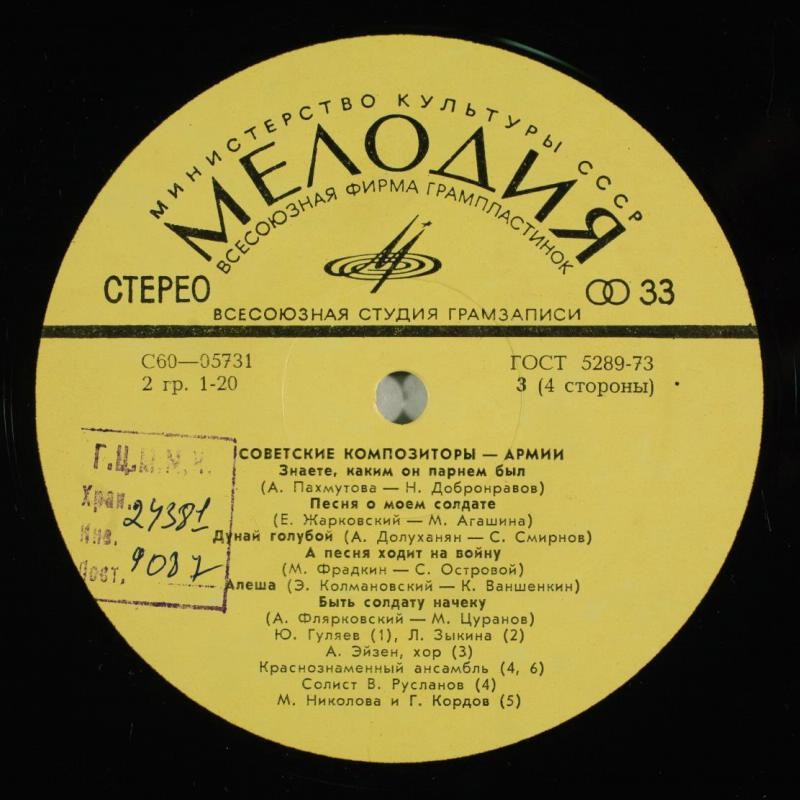 МИНИСТЕРСТВО КУЛЬТУРЫ СССР
МЕЛОДИЯ
ВСЕСОЮЗНАЯ ФИРМА ГРАМПЛАСТИНОК
СТЕРЕО
33
ВСЕСОЮЗНАЯ СТУДИЯ ГРАМЗАПИСИ
С60—05731
ГОСТ 5289-73
2 гр. 1-20
3 (4 стороны)
СОВЕТСКИЕ КОМПОЗИТОРЫ — АРМИИ
Знаете, каким он парнем был
(А. Пахмутова — Н. Добронравов)
Песня о моем солдате
(Е. Жарковский — М. Агашина)
Дунай голубой (А. Долуханян — С. Смирнов)
А песня ходит на войну
(М. Фрадкин — С. Островой)
Алеша (Э. Колмановский — К. Ваншенкин)
Быть солдату начеку
(А. Флярковский — М. Цуранов)
Ю. Гуляев (1), Л. Зыкина (2)
А. Эйзен, хор (3)
Краснознаменный ансамбль (4, 6)
Солист В. Русланов (4)
М. Николова и Г. Кордов (5)
Хран.
24381
Инв.
9087